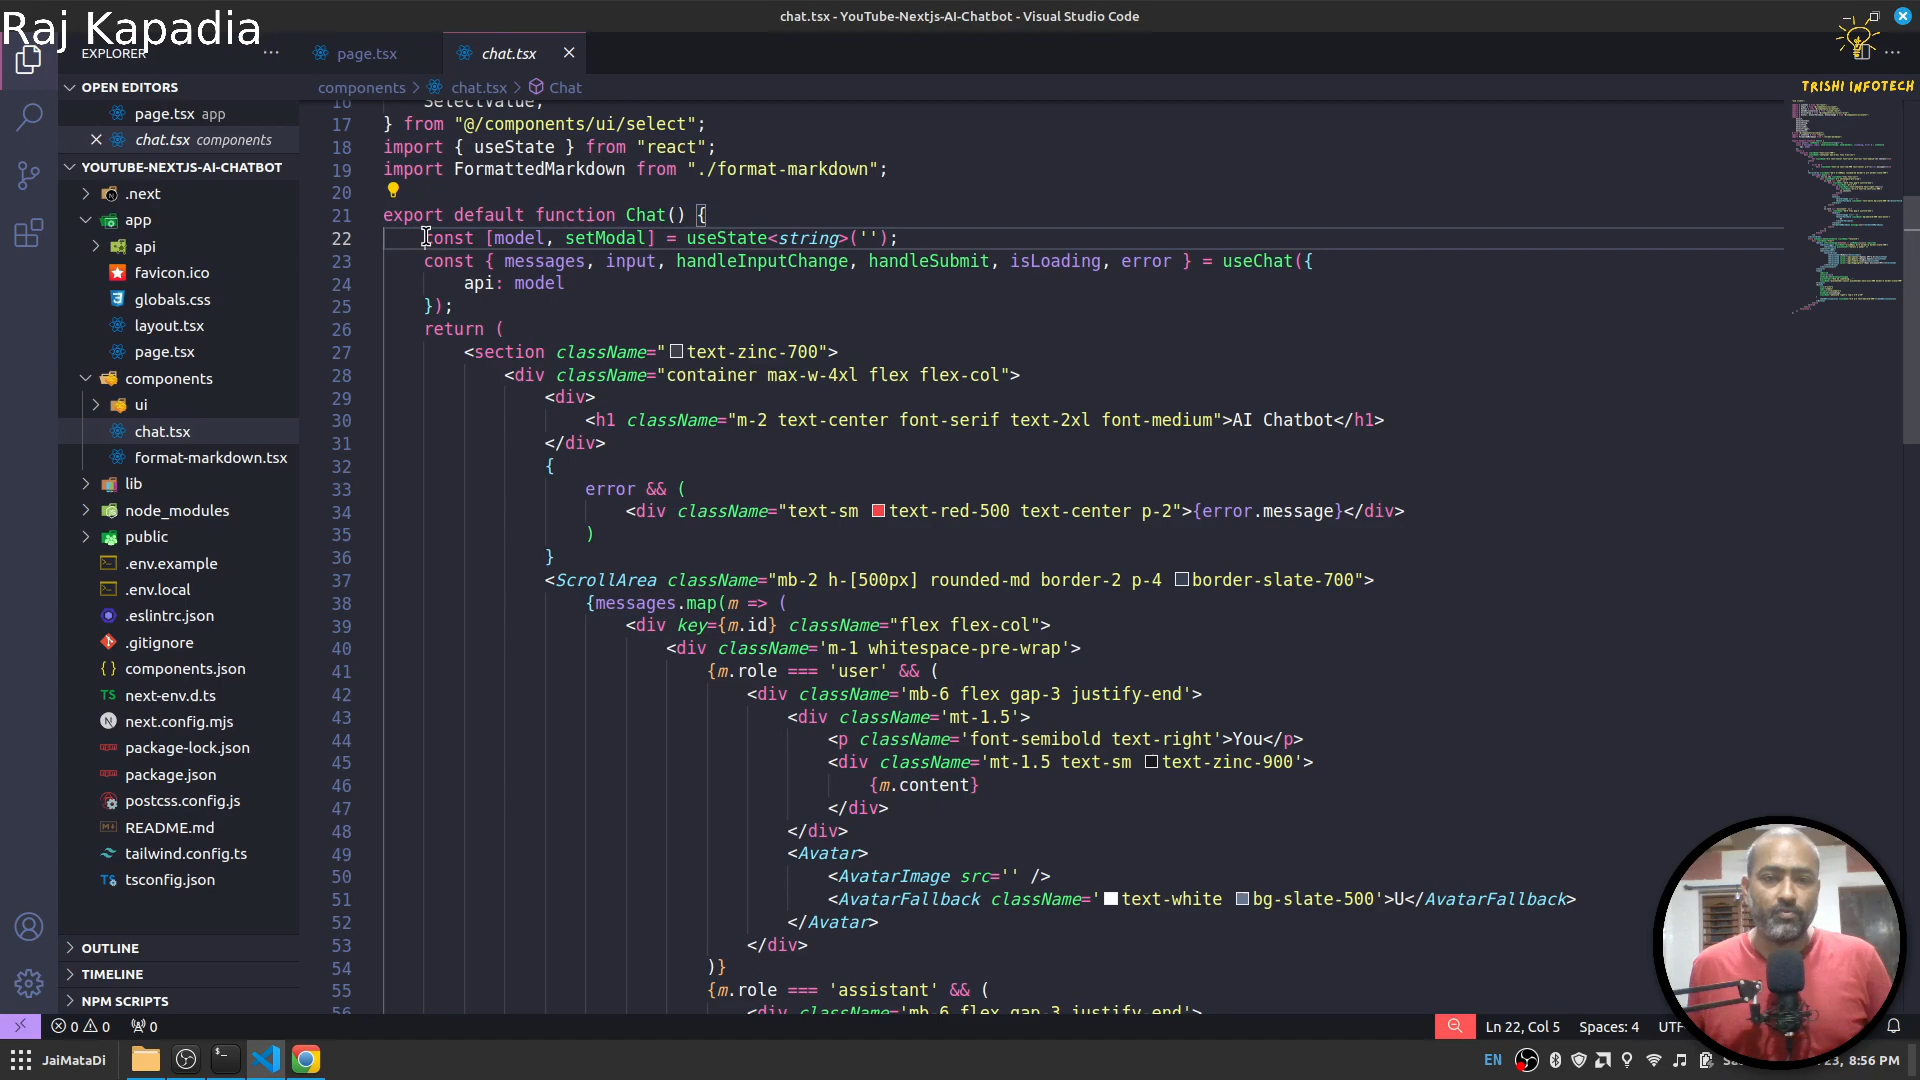 Raj Kapadia
chat.tsx - YouTube-Nextjs-AI-Chatbot - Visual Studio Code
EXPLORER
page.tsx
chat.tsx
TRISHI INFOTECH
OPEN EDITORS
page.tsx app
chat.tsx components
YOUTUBE-NEXTJS-AI-CHATBOT
.next
app
api
favicon.ico
globals.css
layout.tsx
page.tsx
components
ui
chat.tsx
format-markdown.tsx
lib
node_modules
public
.env.example
.env.local
.eslintrc.json
.gitignore
components.json
next-env.d.ts
next.config.mjs
package-lock.json
package.json
postcss.config.js
README.md
tailwind.config.ts
tsconfig.json
OUTLINE
TIMELINE
NPM SCRIPTS
components > chat.tsx > Chat
16 SelectValue,
17 } from "@/components/ui/select";
18 import { useState } from "react";
19 import FormattedMarkdown from "./format-markdown";
20
21 export default function Chat() {
22 const [model, setModal] = useState<string>('');
23 const { messages, input, handleInputChange, handleSubmit, isLoading, error } = useChat({
24 api: model
25 });
26 return (
27 <section className="text-zinc-700">
28 <div className="container max-w-4xl flex flex-col">
29 <div>
30 <h1 className="m-2 text-center font-serif text-2xl font-medium">AI Chatbot</h1>
31 </div>
32 {
33 error && (
34 <div className="text-sm text-red-500 text-center p-2">{error.message}</div>
35 )
36 }
37 <ScrollArea className="mb-2 h-[500px] rounded-md border-2 p-4 border-slate-700">
38 {messages.map(m => (
39 <div key={m.id} className="flex flex-col">
40 <div className='m-1 whitespace-pre-wrap'>
41 {m.role === 'user' && (
42 <div className='mb-6 flex gap-3 justify-end'>
43 <div className='mt-1.5'>
44 <p className='font-semibold text-right'>You</p>
45 <div className='mt-1.5 text-sm text-zinc-900'>
46 {m.content}
47 </div>
48 </div>
49 <Avatar>
50 <AvatarImage src='' />
51 <AvatarFallback className='text-white bg-slate-500'>U</AvatarFallback>
52 </Avatar>
53 </div>
54 )}
55 {m.role === 'assistant' && (
56 <div className='mb-6 flex gap-3'>
0 0 0
Ln 22, Col 5 Spaces: 4
JaiMataDi
EN
23, 8:56 PM